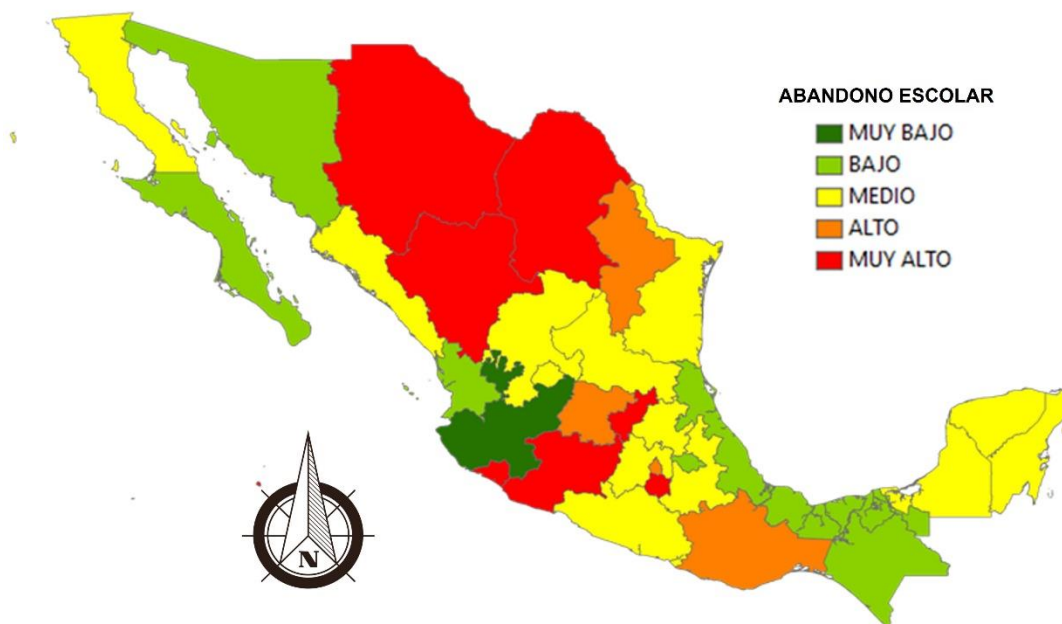 ABANDONO ESCOLAR
MUY BAJO
BAJO
MEDIO
ALTO
MUY ALTO
N